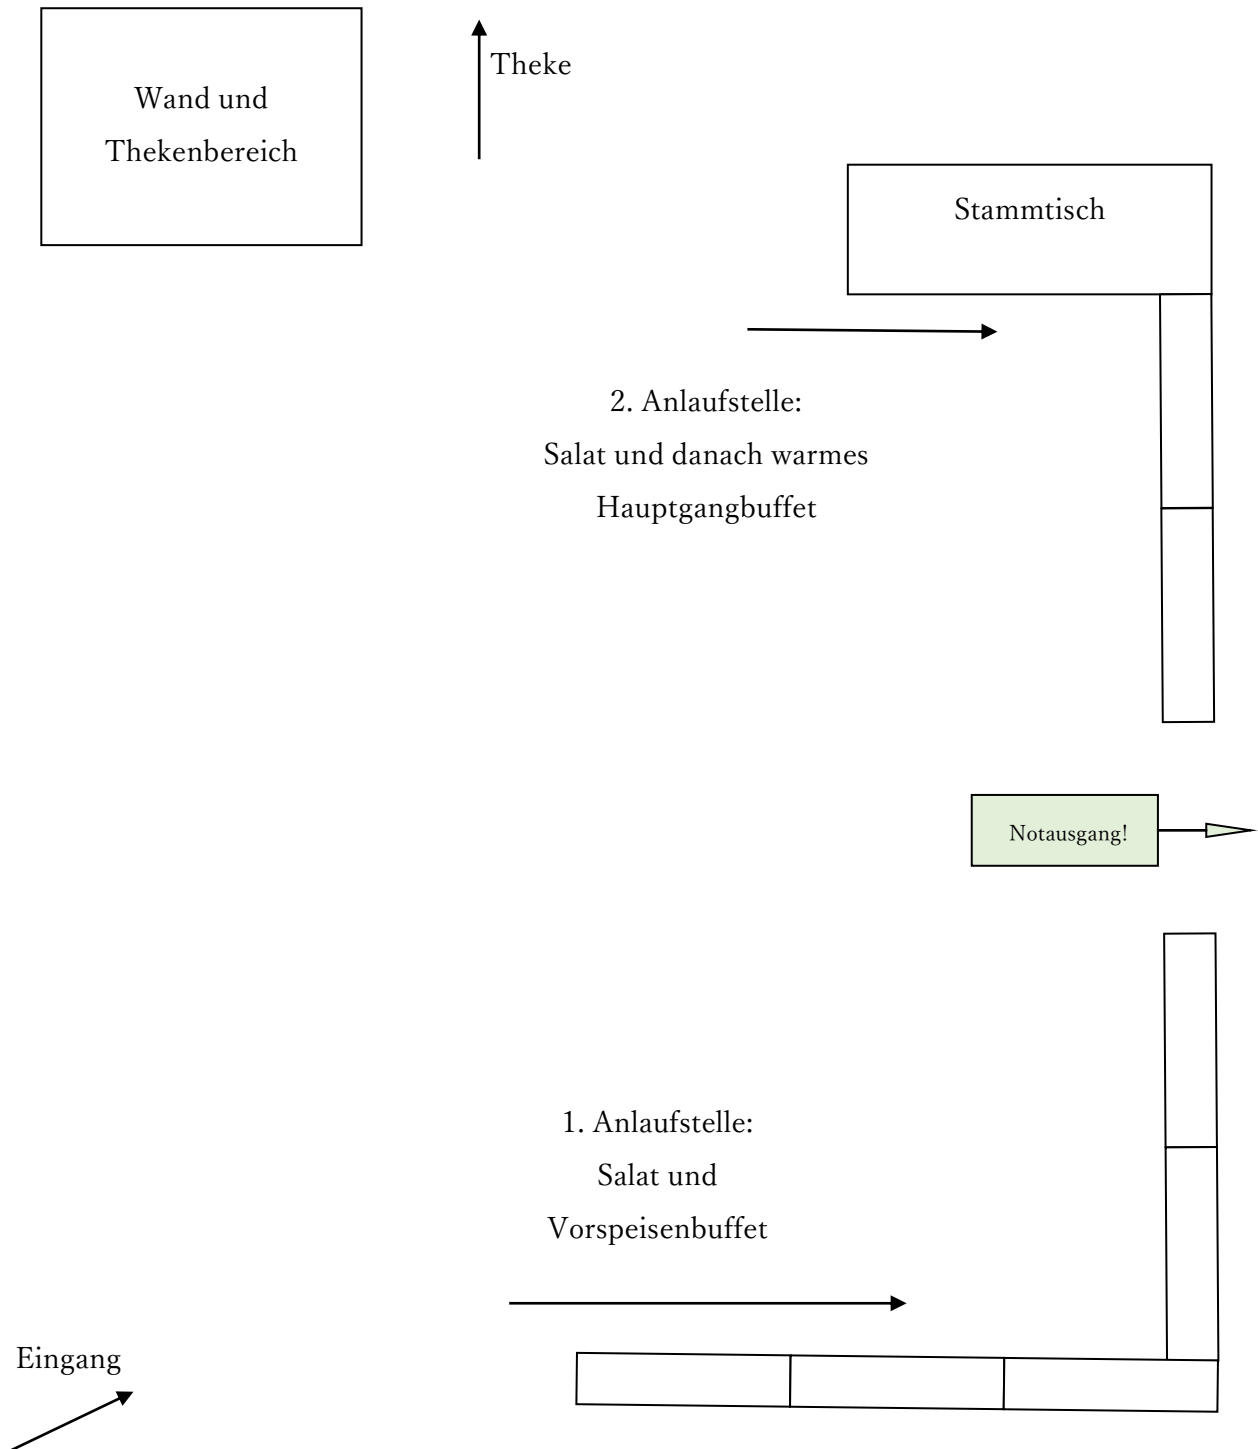 Theke
Wand und
Thekenbereich
Stammtisch
2. Anlaufstelle:
Salat und danach warmes
Hauptgangbuffet
Notausgang!
1. Anlaufstelle:
Salat und
Vorspeisenbuffet
Eingang